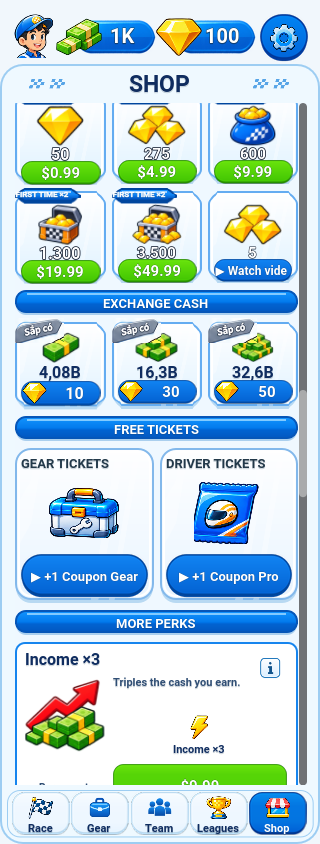 1K
100
SHOP
50
275
600
$0.99
$4.99
$9.99
FIRST TIME ×2
FIRST TIME ×2
1,300
3,500
5
$19.99
$49.99
▶ Watch vide
EXCHANGE CASH
Sắp có
Sắp có
Sắp có
4,08B
16,3B
32,6B
10
30
50
FREE TICKETS
GEAR TICKETS
DRIVER TICKETS
▶ +1 Coupon Gear
▶ +1 Coupon Pro
MORE PERKS
Income ×3
i
Triples the cash you earn.
Income ×3
Race
Gear
Team
Leagues
Shop